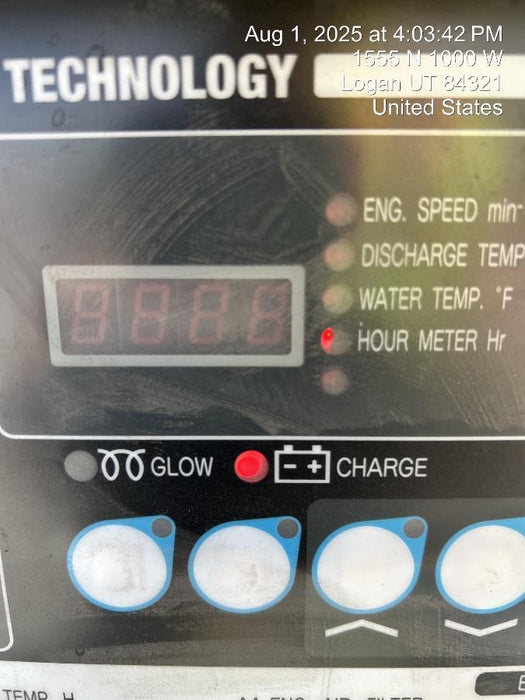 Aug 1, 2025 at 4:03:42 PM
1555 N 1000 W
Logan UT 84321
United States
TECHNOLOGY
ENG. SPEED min-
DISCHARGE TEMP
WATER TEMP. °F
HOUR METER Hr
GLOW
- +
CHARGE
TEMP. H